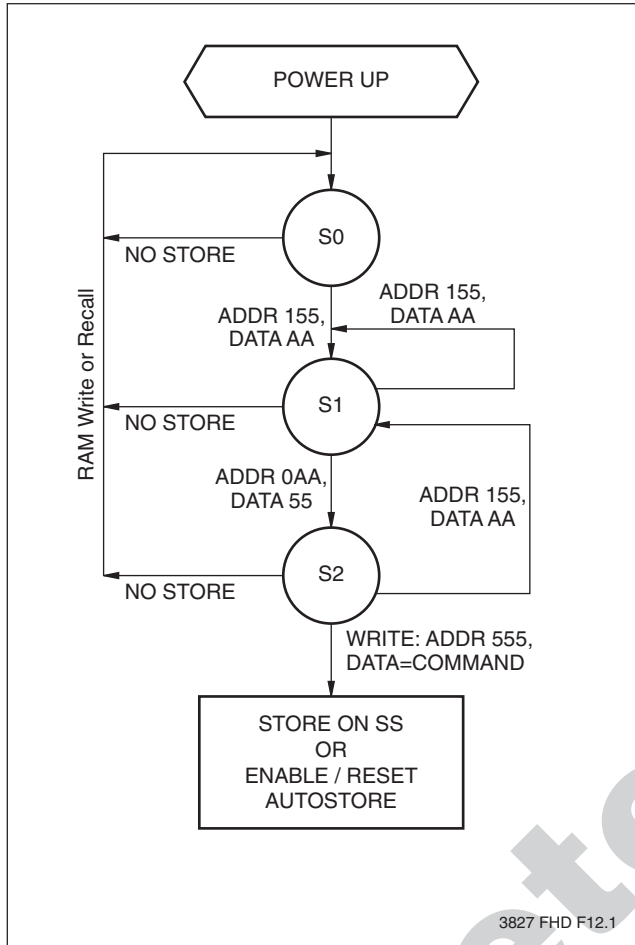 POWER UP
S0
NO STORE
ADDR 155,
DATA AA
ADDR 155,
DATA AA
RAM Write or Recall
S1
NO STORE
ADDR 0AA,
DATA 55
ADDR 155,
DATA AA
S2
NO STORE
WRITE: ADDR 555,
DATA=COMMAND
STORE ON SS
OR
ENABLE / RESET
AUTOSTORE
3827 FHD F12.1